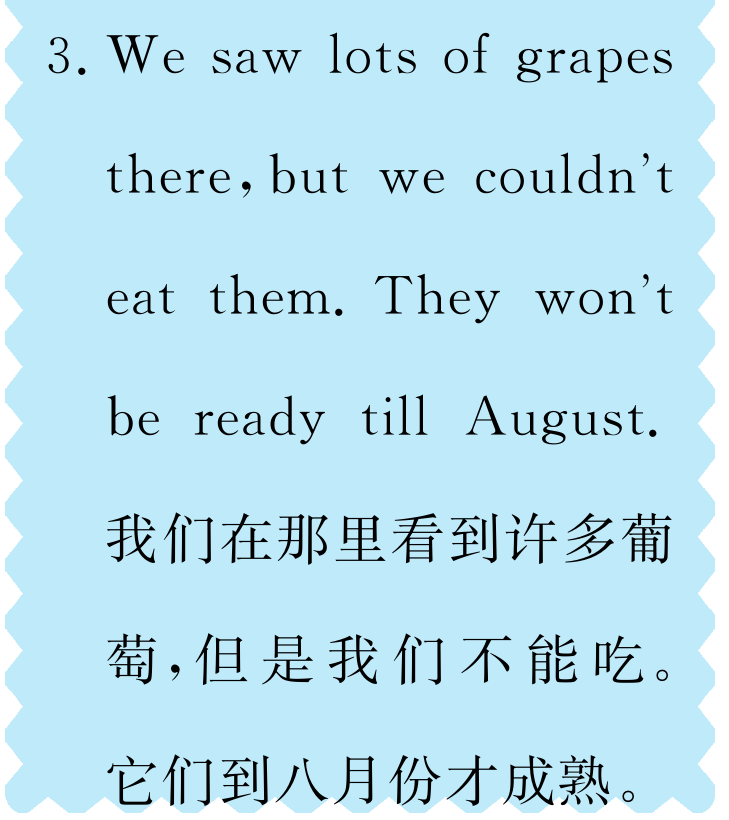 3. We saw lots of grapes
there, but we couldn't
eat them. They won't
be ready till August.
我们在那里看到许多葡
萄,但是我们不能吃。
它们到八月份才成熟。